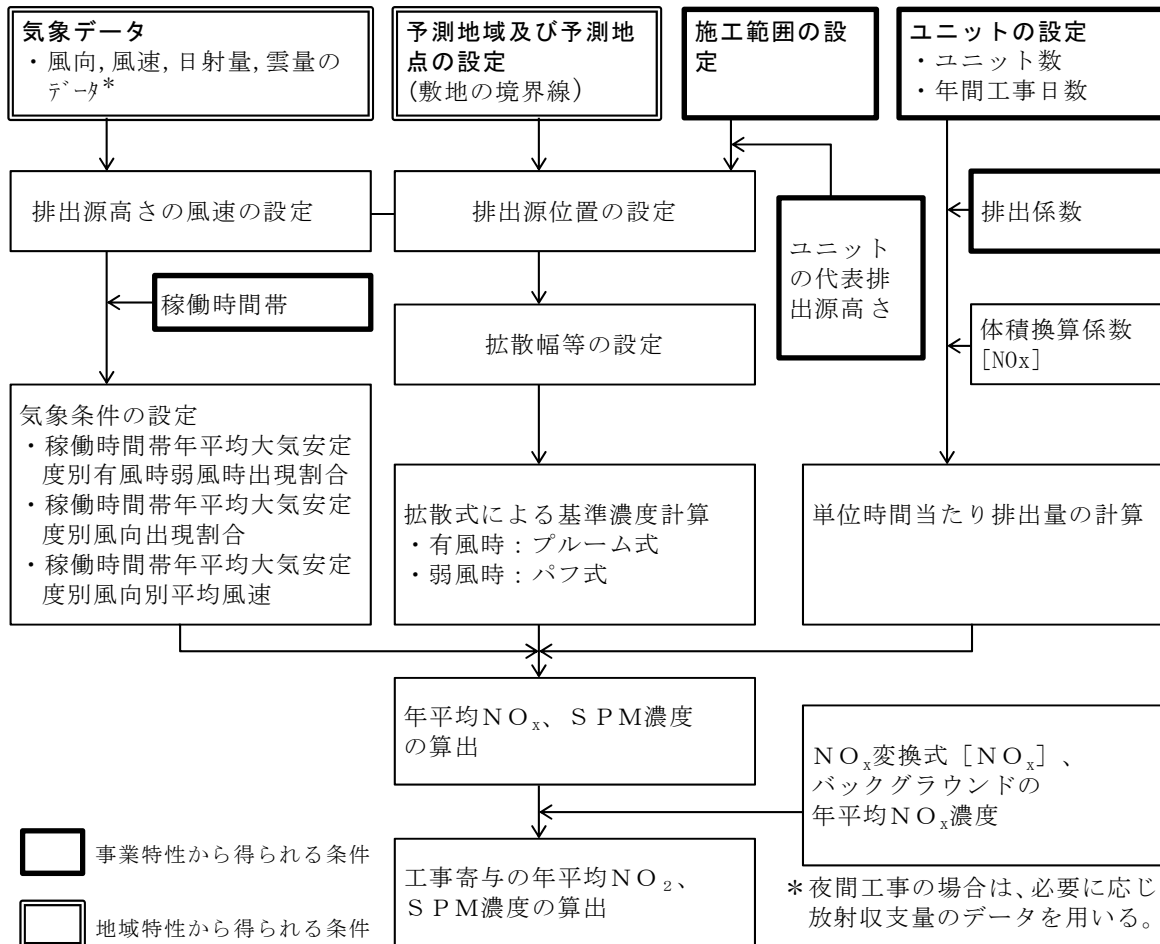 気象データ
・風向,風速,日射量,雲量の
データ*
予測地域及び予測地
点の設定
(敷地の境界線)
施工範囲の設
定
ユニットの設定
・ユニット数
・年間工事日数
排出源高さの風速の設定
排出源位置の設定
ユニット
の代表排
出源高さ
排出係数
稼働時間帯
拡散幅等の設定
体積換算係数
[NOx]
気象条件の設定
・稼働時間帯年平均大気安定
度別有風時弱風時出現割合
・稼働時間帯年平均大気安定
度別風向出現割合
・稼働時間帯年平均大気安定
度別風向別平均風速
拡散式による基準濃度計算
・有風時：プルーム式
・弱風時：パフ式
単位時間当たり排出量の計算
年平均ＮＯx、ＳＰＭ濃度
の算出
ＮＯx変換式［ＮＯx］、
バックグラウンドの
年平均ＮＯx濃度
事業特性から得られる条件
地域特性から得られる条件
工事寄与の年平均ＮＯ₂、
ＳＰＭ濃度の算出
＊夜間工事の場合は、必要に応じ
放射収支量のデータを用いる。